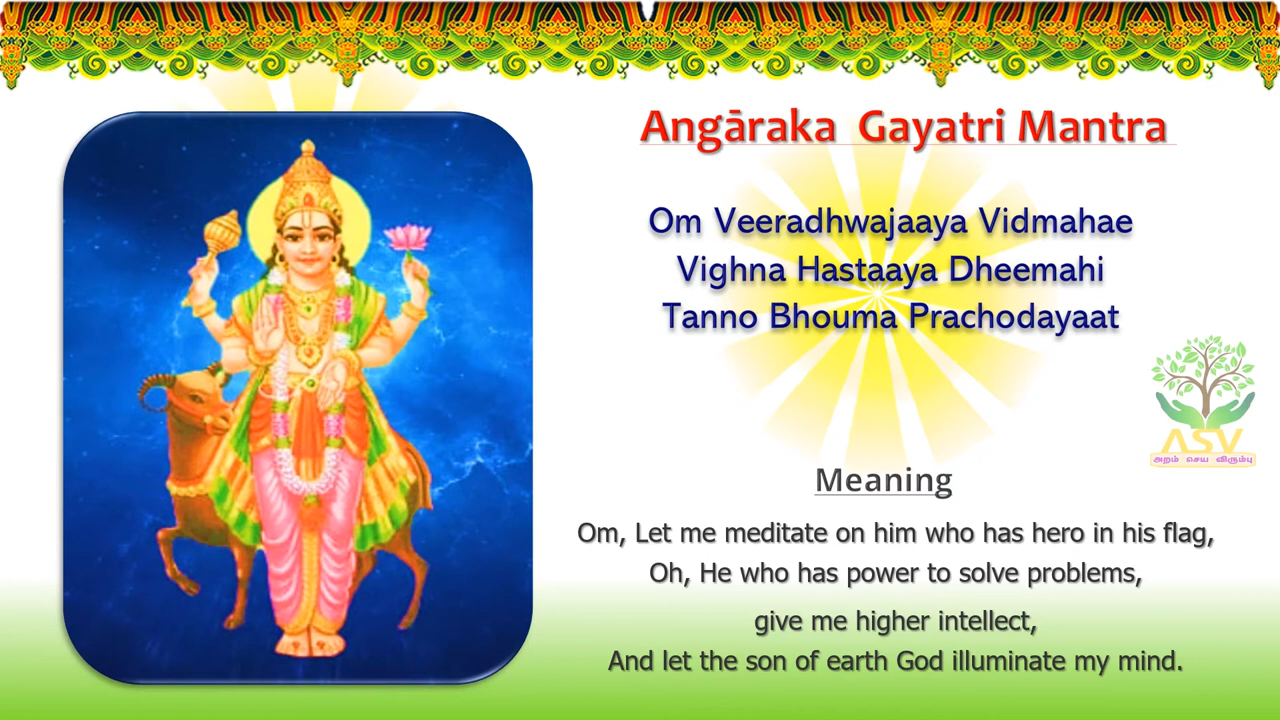 Angāraka Gayatri Mantra
Om Veeradhwajaaya Vidmahae
Vighna Hastaaya Dheemahi
Tanno Bhouma Prachodayaat
ASV
அறம் செய விரும்பு
Meaning
Om, Let me meditate on him who has hero in his flag,
Oh, He who has power to solve problems,
give me higher intellect,
And let the son of earth God illuminate my mind.